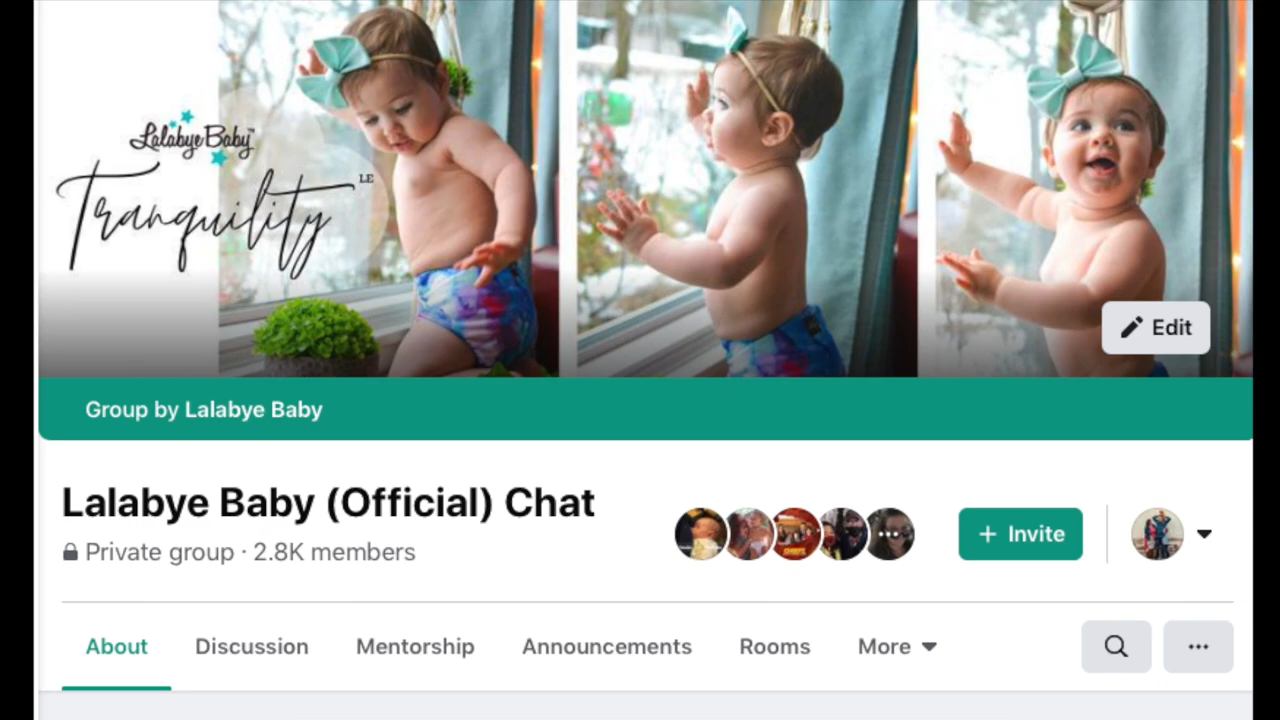 Lalabye Baby™
Tranquility LE
Edit
Group by Lalabye Baby
Lalabye Baby (Official) Chat
Private group · 2.8K members
+ Invite
About Discussion Mentorship Announcements Rooms More